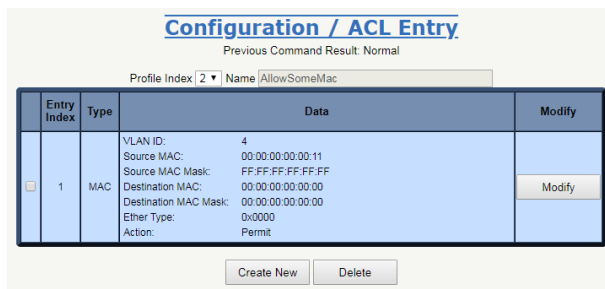 Configuration / ACL Entry
Previous Command Result: Normal
Profile Index 2 Name AllowSomeMac
Entry Index Type Data Modify
1 MAC
VLAN ID: 4
Source MAC: 00:00:00:00:00:11
Source MAC Mask: FF:FF:FF:FF:FF:FF
Destination MAC: 00:00:00:00:00:00
Destination MAC Mask: 00:00:00:00:00:00
Ether Type: 0x0000
Action: Permit
Modify
Create New Delete